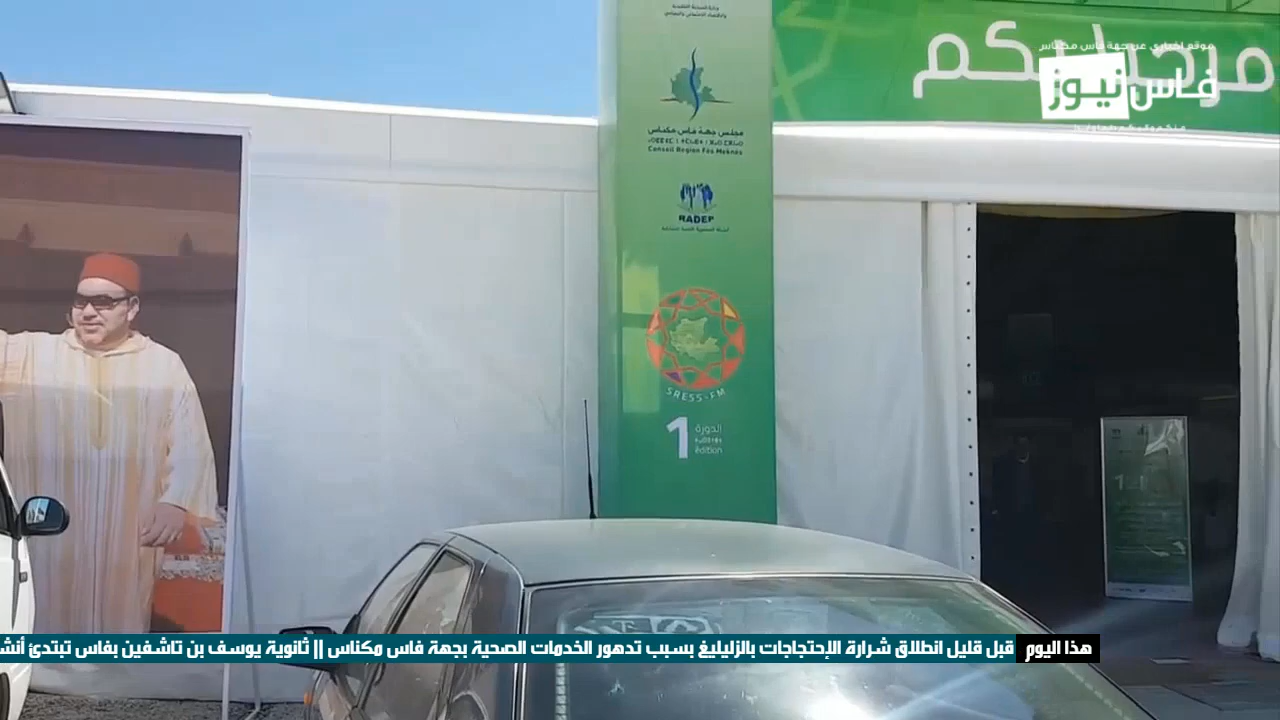 مرحبا بكم
موقع إخباري عن جهة فاس مكناس
فاس نيوز
مجلس جهة فاس مكناس
Conseil Région Fès Meknès
RADEP
SRESS-FM
1
الدورة
édition
هذا اليوم
قبل قليل انطلاق شرارة الإحتجاجات بالزليليغ بسبب تدهور الخدمات الصحية بجهة فاس مكناس || ثانوية يوسف بن تاشفين بفاس تبتدئ أنش